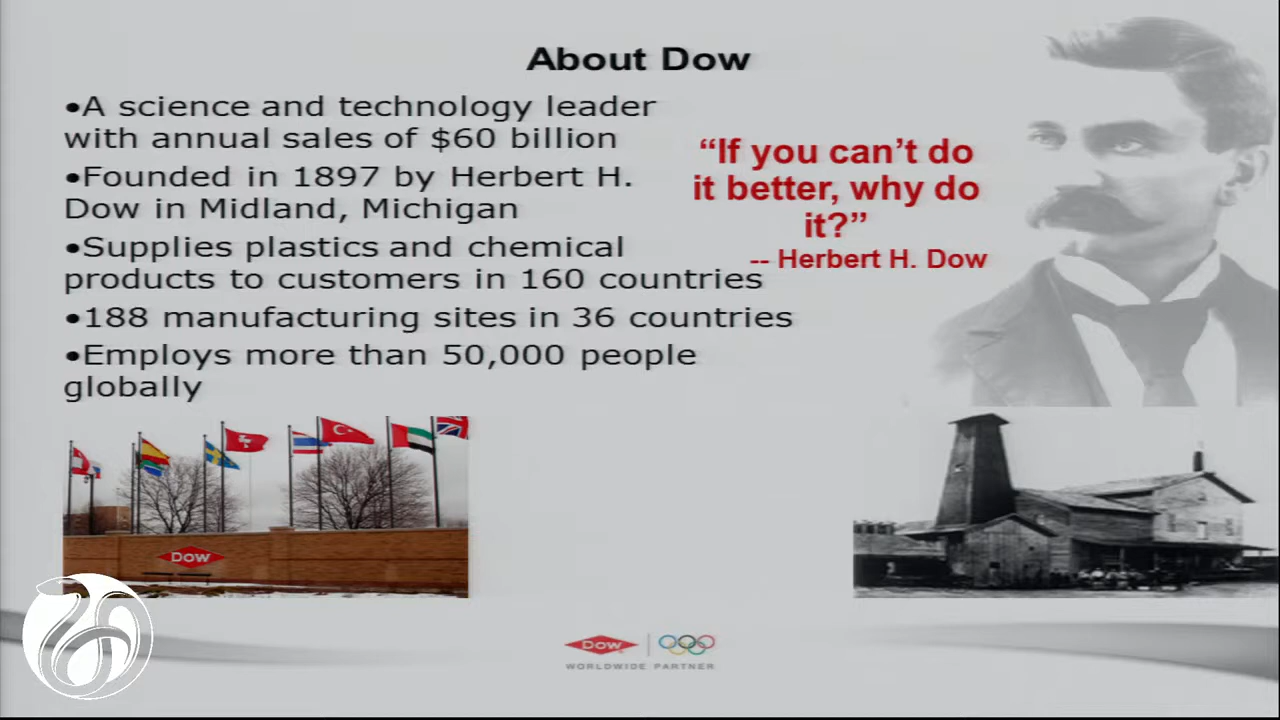 About Dow
•A science and technology leader
with annual sales of $60 billion
•Founded in 1897 by Herbert H.
Dow in Midland, Michigan
•Supplies plastics and chemical
products to customers in 160 countries
•188 manufacturing sites in 36 countries
•Employs more than 50,000 people
globally
“If you can’t do
it better, why do
it?”
-- Herbert H. Dow
Dow
Dow
WORLDWIDE PARTNER